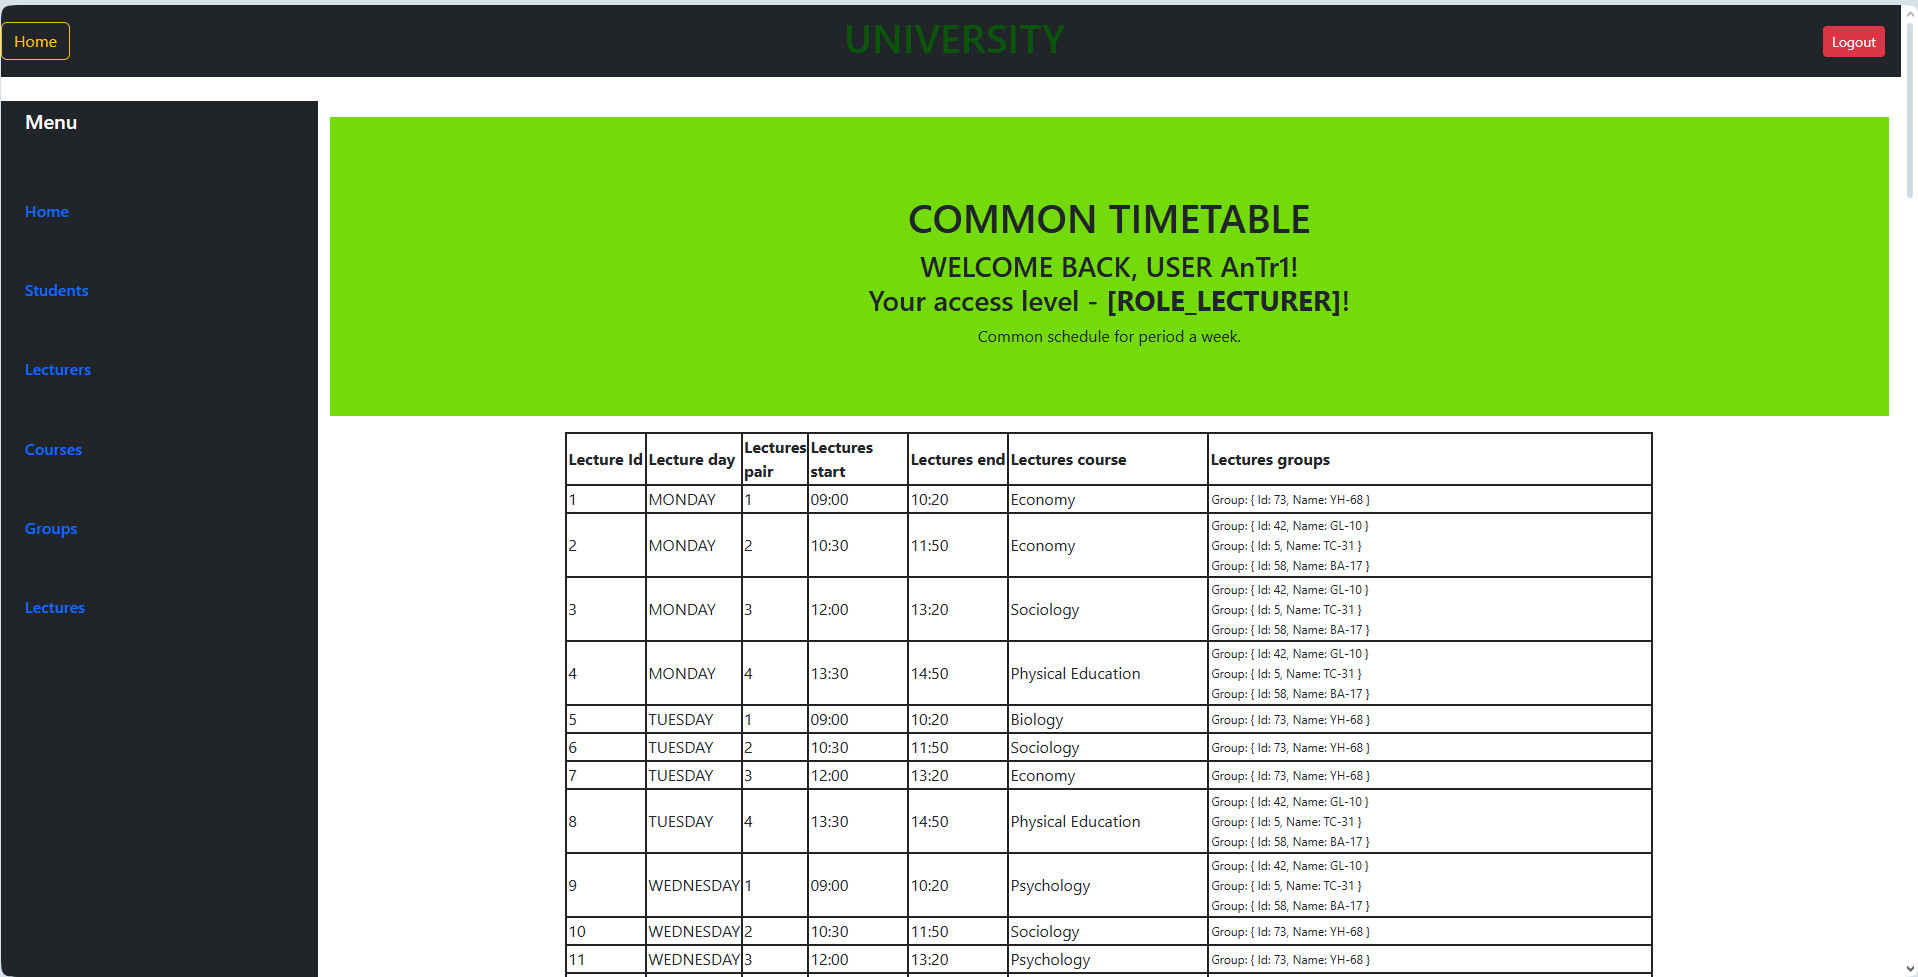 Home
UNIVERSITY
Logout
Menu
Home
Students
Lecturers
Courses
Groups
Lectures
COMMON TIMETABLE
WELCOME BACK, USER AnTr1!
Your access level - [ROLE_LECTURER]!
Common schedule for period a week.
Lecture Id Lecture day Lectures pair Lectures start Lectures end Lectures course Lectures groups
1 MONDAY 1 09:00 10:20 Economy Group: { Id: 73, Name: YH-68 }
2 MONDAY 2 10:30 11:50 Economy Group: { Id: 42, Name: GL-10 }
Group: { Id: 5, Name: TC-31 }
Group: { Id: 58, Name: BA-17 }
3 MONDAY 3 12:00 13:20 Sociology Group: { Id: 42, Name: GL-10 }
Group: { Id: 5, Name: TC-31 }
Group: { Id: 58, Name: BA-17 }
4 MONDAY 4 13:30 14:50 Physical Education Group: { Id: 42, Name: GL-10 }
Group: { Id: 5, Name: TC-31 }
Group: { Id: 58, Name: BA-17 }
5 TUESDAY 1 09:00 10:20 Biology Group: { Id: 73, Name: YH-68 }
6 TUESDAY 2 10:30 11:50 Sociology Group: { Id: 73, Name: YH-68 }
7 TUESDAY 3 12:00 13:20 Economy Group: { Id: 73, Name: YH-68 }
8 TUESDAY 4 13:30 14:50 Physical Education Group: { Id: 42, Name: GL-10 }
Group: { Id: 5, Name: TC-31 }
Group: { Id: 58, Name: BA-17 }
9 WEDNESDAY 1 09:00 10:20 Psychology Group: { Id: 42, Name: GL-10 }
Group: { Id: 5, Name: TC-31 }
Group: { Id: 58, Name: BA-17 }
10 WEDNESDAY 2 10:30 11:50 Sociology Group: { Id: 73, Name: YH-68 }
11 WEDNESDAY 3 12:00 13:20 Psychology Group: { Id: 73, Name: YH-68 }